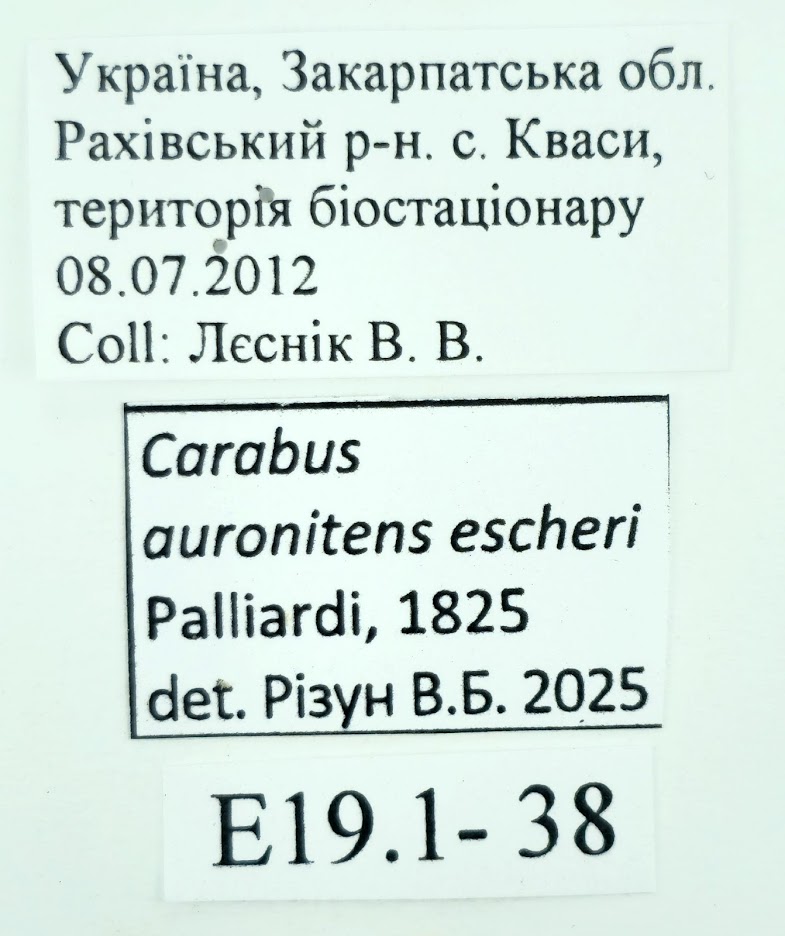 Україна, Закарпатська обл.
Рахівський р-н. с. Кваси,
територія біостаціонару
08.07.2012
Coll: Лєснік В. В.
Carabus
auronitens escheri
Palliardi, 1825
det. Різун В.Б. 2025
E19.1- 38